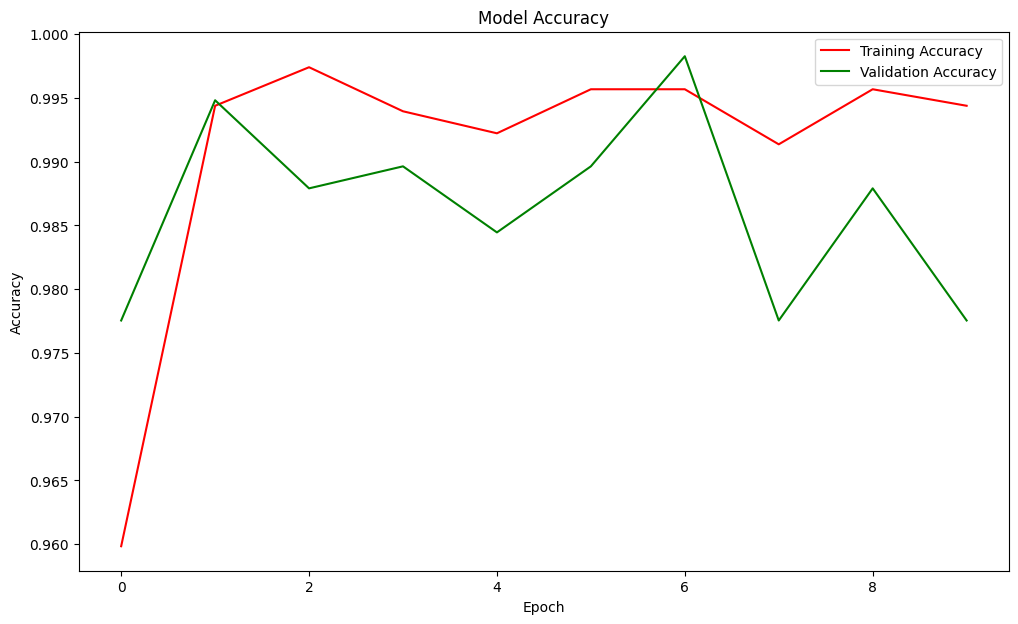 Model Accuracy
Training Accuracy
Validation Accuracy
1.000
0.995
0.990
0.985
0.980
0.975
0.970
0.965
0.960
Accuracy
0 2 4 6 8
Epoch